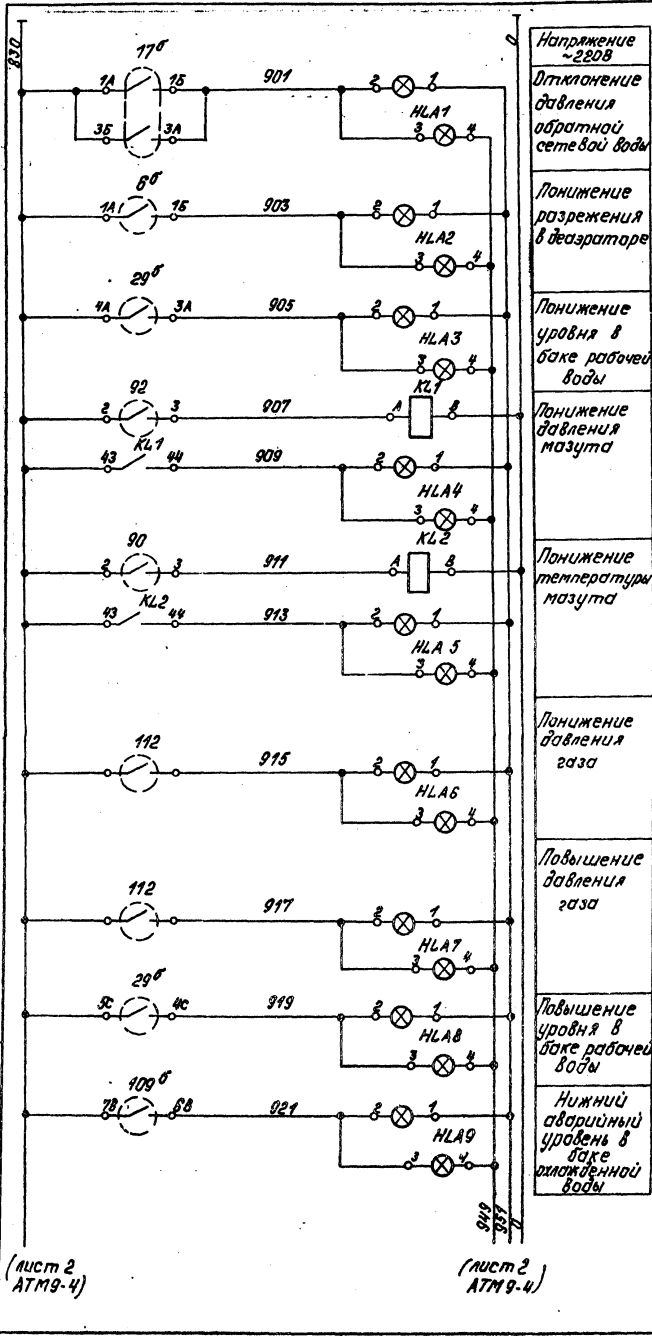 830
0
Напряжение
~220В
17б
1А 1Б 901 2 1
HLA1
3Б 3А 3 4
Отклонение
давления
обратной
сетевой воды
6б
1А 1Б 903 2 1
HLA2
3 4
Понижение
разрежения
в деаэраторе
29б
4А 3А 905 2 1
HLA3
3 4
Понижение
уровня в
баке рабочей
воды
92 KL1
2 3 907 А В
KL1
43 44 909 2 1
HLA4
3 4
Понижение
давления
мазута
90 KL2
2 3 911 А В
KL2
43 44 913 2 1
HLA 5
3 4
Понижение
температуры
мазута
112
915 2 1
HLA6
3 4
Понижение
давления
газа
112
917 2 1
HLA7
3 4
Повышение
давления
газа
29б
5С 4С 919 2 1
HLA8
3 4
Повышение
уровня в
баке рабочей
воды
109б
7В 6В 921 2 1
HLA9
3 4
Нижний
аварийный
уровень в
баке
охлажденной
воды
949
951
0
(лист 2
АТМ9-4)
(лист 2
АТМ9-4)